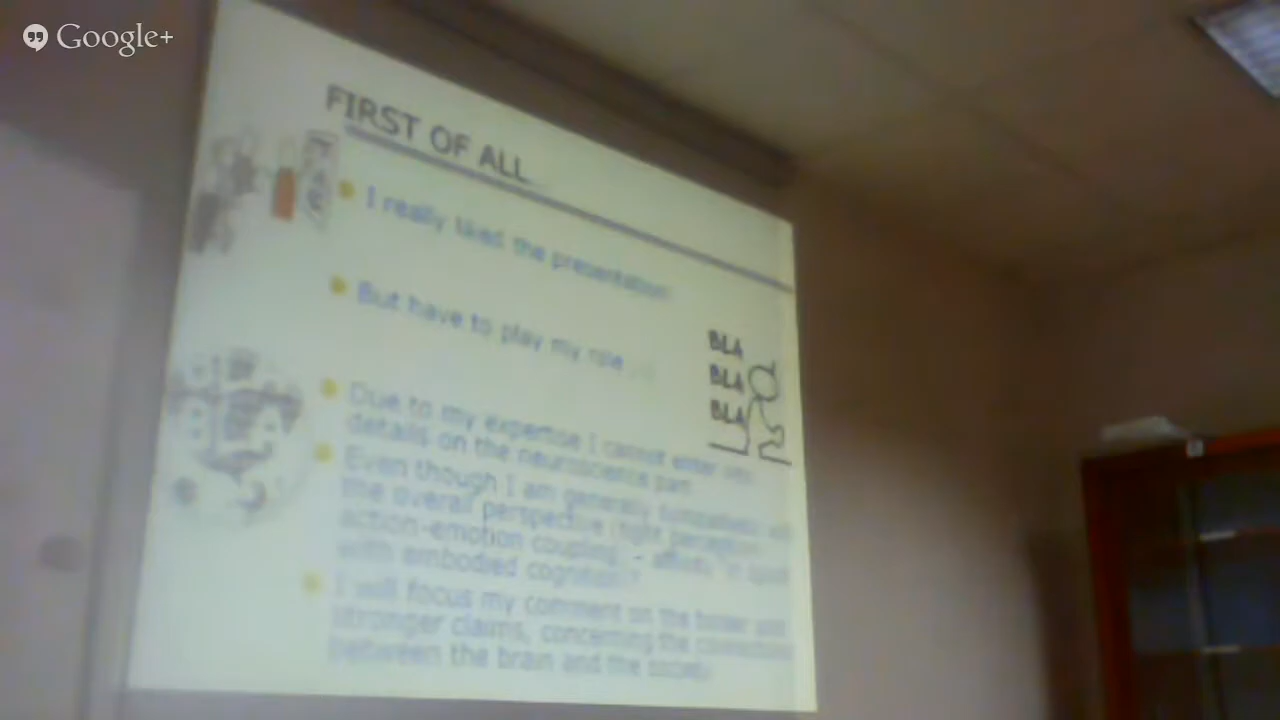 Google+
FIRST OF ALL
I really liked the presentation
But have to play my role
BLA
BLA
BLA
Due to my expertise I cannot enter
details on the neuroscience part
Even though I am generally
the overall perspective
action-emotion coupling
with embodied cognition
I will focus my comment on the
stronger claims, concerning the connection
between the brain and the